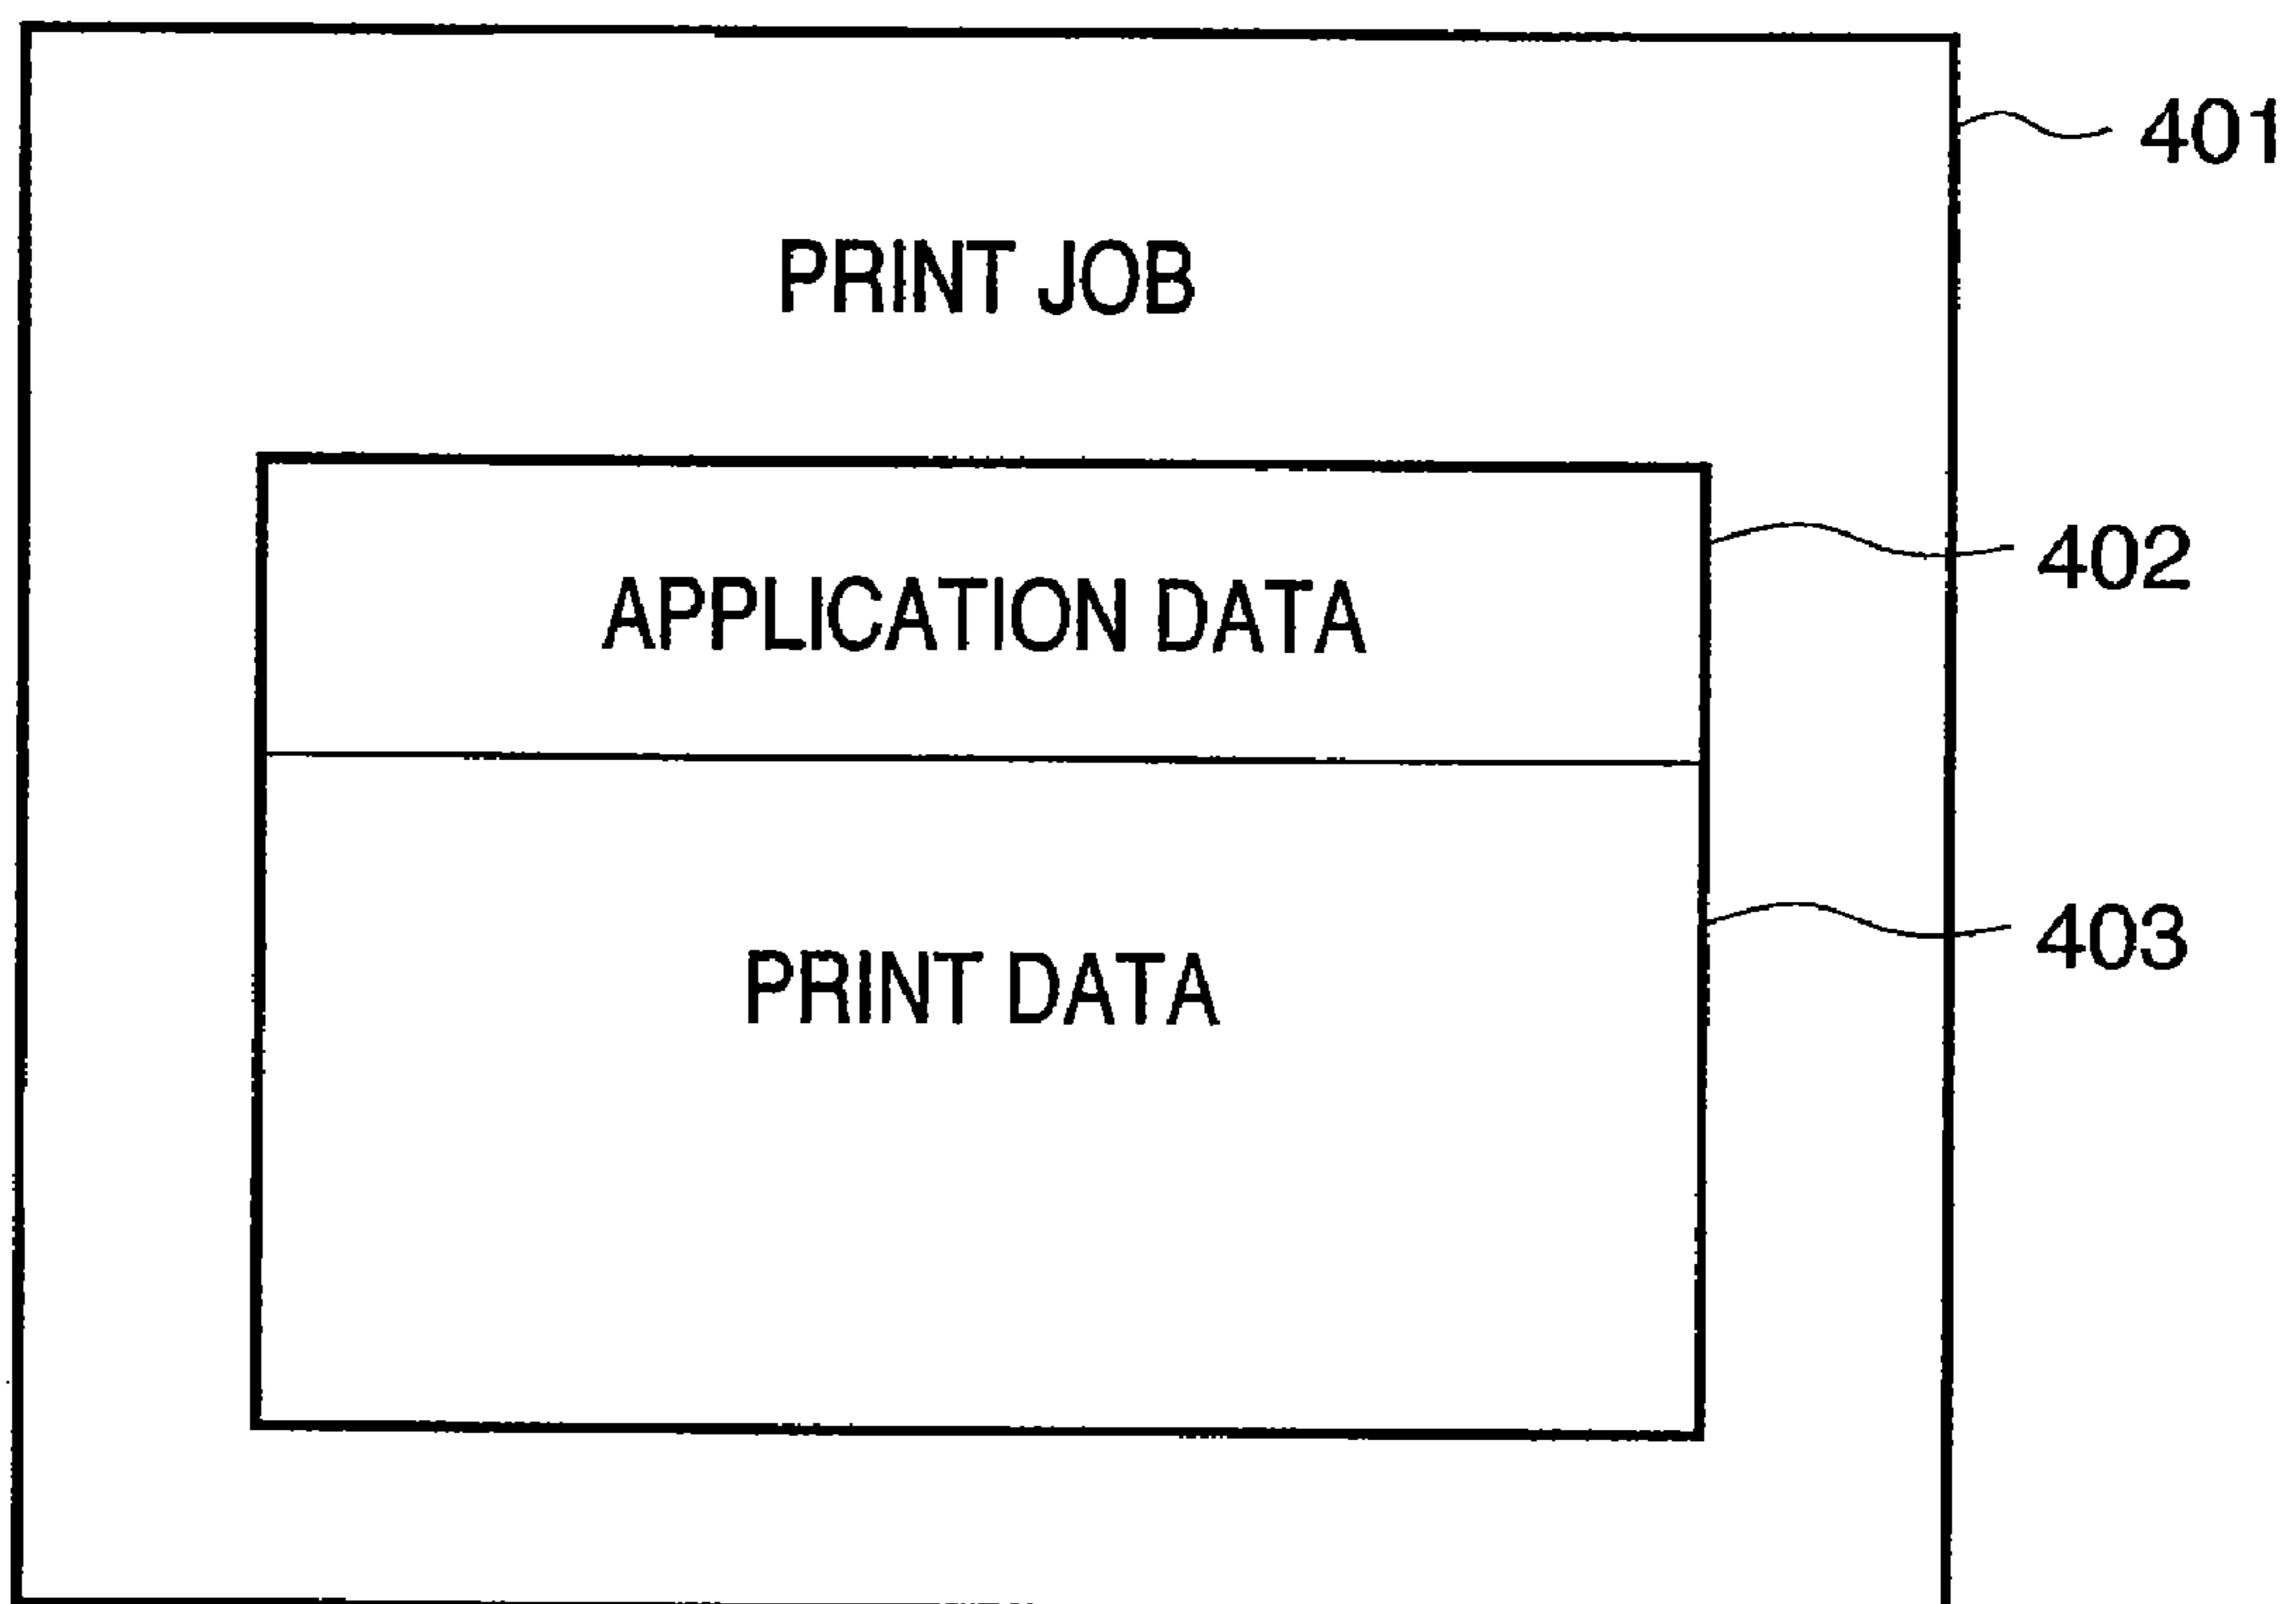 401
PRINT JOB
402
APPLICATION DATA
403
PRINT DATA